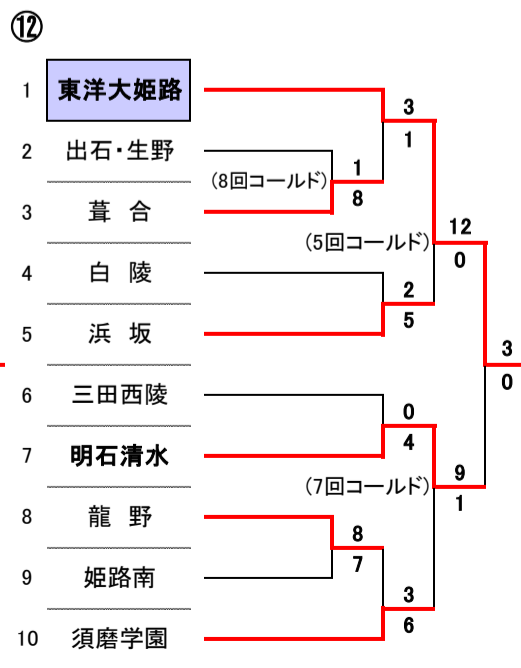 ⑫
1 東洋大姫路
3
1
2 出石・生野
1
(8回コールド)
8
3 葺 合
12
(5回コールド)
0
4 白 陵
2
5
5 浜 坂
3
0
6 三田西陵
0
4
7 明石清水
9
(7回コールド)
1
8 龍 野
8
7
9 姫路南
3
6
10 須磨学園